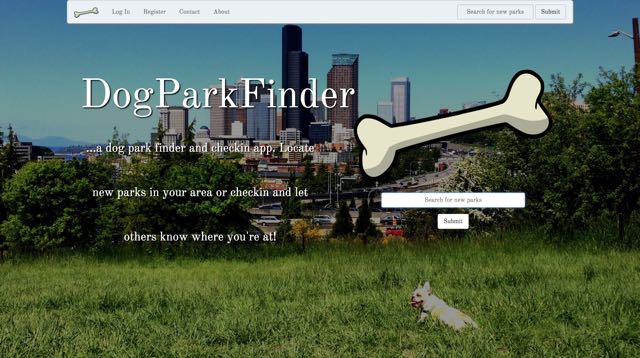 Log In Register Contact About Search for new parks Submit
DogParkFinder
...a dog park finder and checkin app. Locate
new parks in your area or checkin and let
others know where you're at!
Search for new parks
Submit